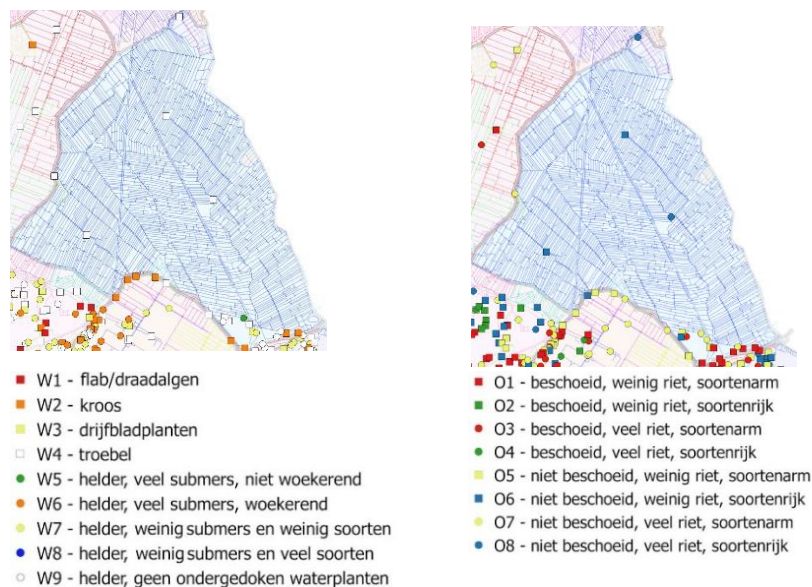 W1 - flab/draadalgen
W2 - kroos
W3 - drijfbladplanten
W4 - troebel
W5 - helder, veel submers, niet woekerend
W6 - helder, veel submers, woekerend
W7 - helder, weinig submers en weinig soorten
W8 - helder, weinig submers en veel soorten
W9 - helder, geen ondergedoken waterplanten
O1 - beschoeid, weinig riet, soortenarm
O2 - beschoeid, weinig riet, soortenrijk
O3 - beschoeid, veel riet, soortenarm
O4 - beschoeid, veel riet, soortenrijk
O5 - niet beschoeid, weinig riet, soortenarm
O6 - niet beschoeid, weinig riet, soortenrijk
O7 - niet beschoeid, veel riet, soortenarm
O8 - niet beschoeid, veel riet, soortenrijk